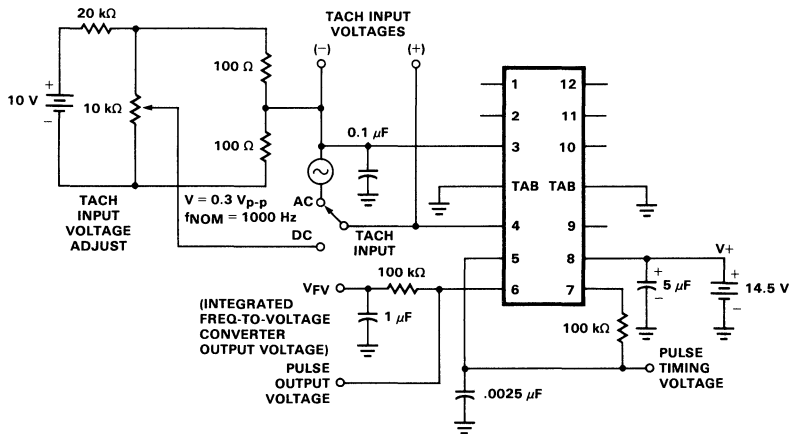 20 kΩ
TACH INPUT
VOLTAGES
(−)
(+)
100 Ω
10 V
+
−
10 kΩ
100 Ω
0.1 μF
1
12
2
11
3
10
TAB
TAB
4
9
5
8
6
7
TACH
INPUT
VOLTAGE
ADJUST
V = 0.3 Vp-p
fNOM = 1000 Hz
AC
DC
TACH
INPUT
V+
+
5 μF
−
+
14.5 V
−
VFV
100 kΩ
(INTEGRATED
FREQ-TO-VOLTAGE
CONVERTER
OUTPUT VOLTAGE)
1 μF
100 kΩ
PULSE
OUTPUT
VOLTAGE
PULSE
TIMING
VOLTAGE
.0025 μF